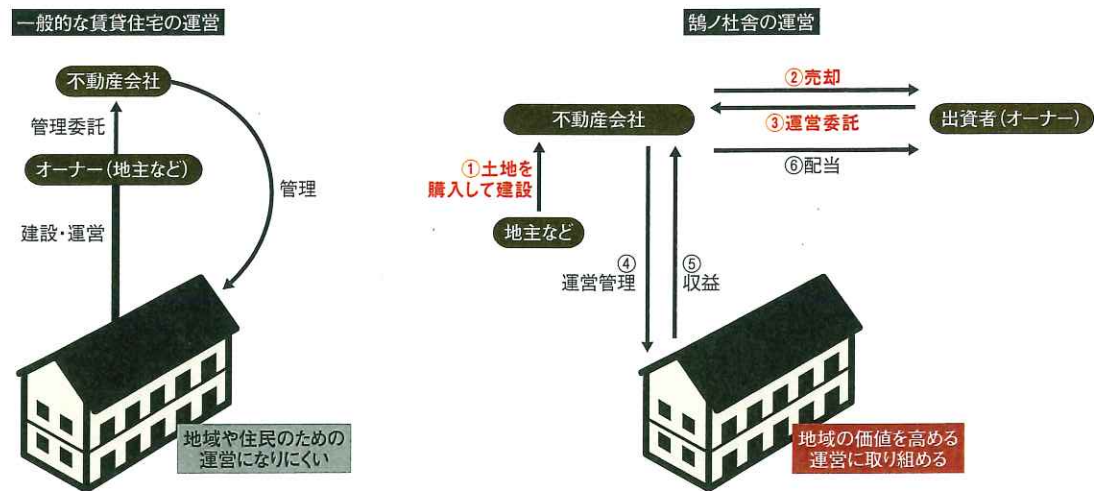 一般的な賃貸住宅の運営
不動産会社
管理委託
オーナー(地主など)
管理
建設・運営
地域や住民のための
運営になりにくい
鵠ノ杜舎の運営
②売却
不動産会社
③運営委託
出資者(オーナー)
⑥配当
①土地を
購入して建設
地主など
④
運営管理
⑤
収益
地域の価値を高める
運営に取り組める